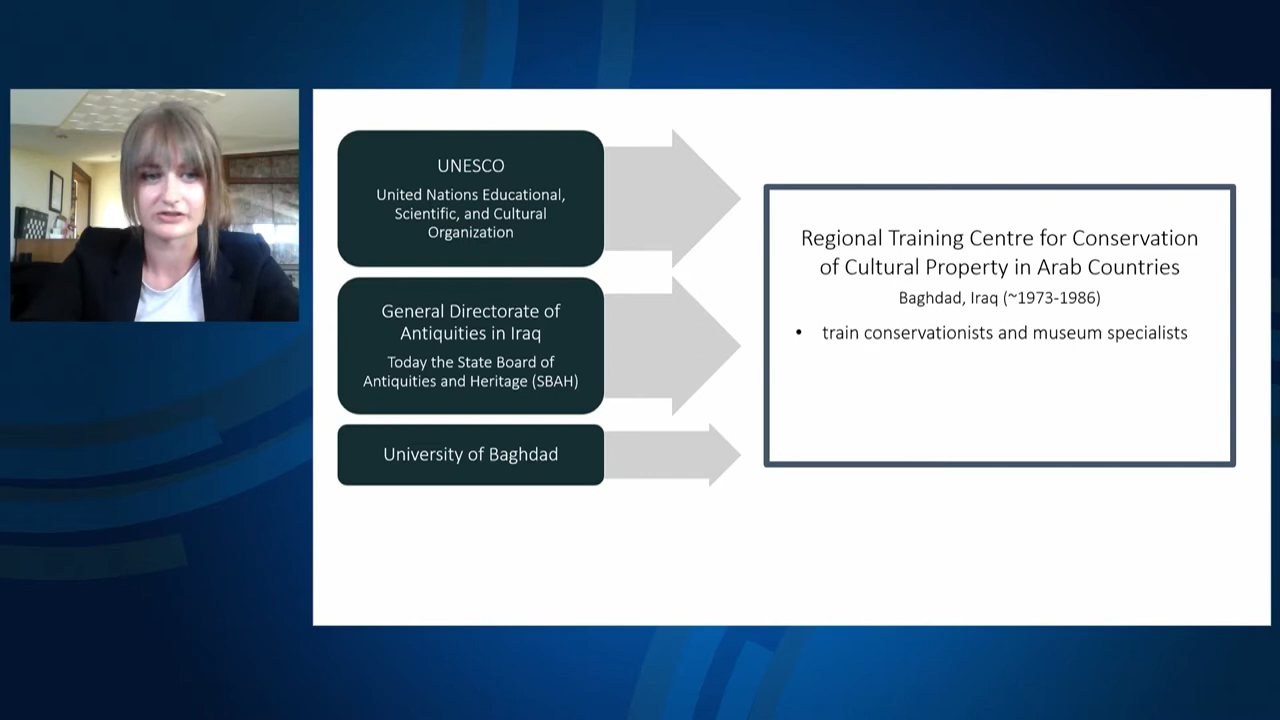 UNESCO
United Nations Educational,
Scientific, and Cultural
Organization
General Directorate of
Antiquities in Iraq
Today the State Board of
Antiquities and Heritage (SBAH)
University of Baghdad
Regional Training Centre for Conservation
of Cultural Property in Arab Countries
Baghdad, Iraq (~1973-1986)
• train conservationists and museum specialists